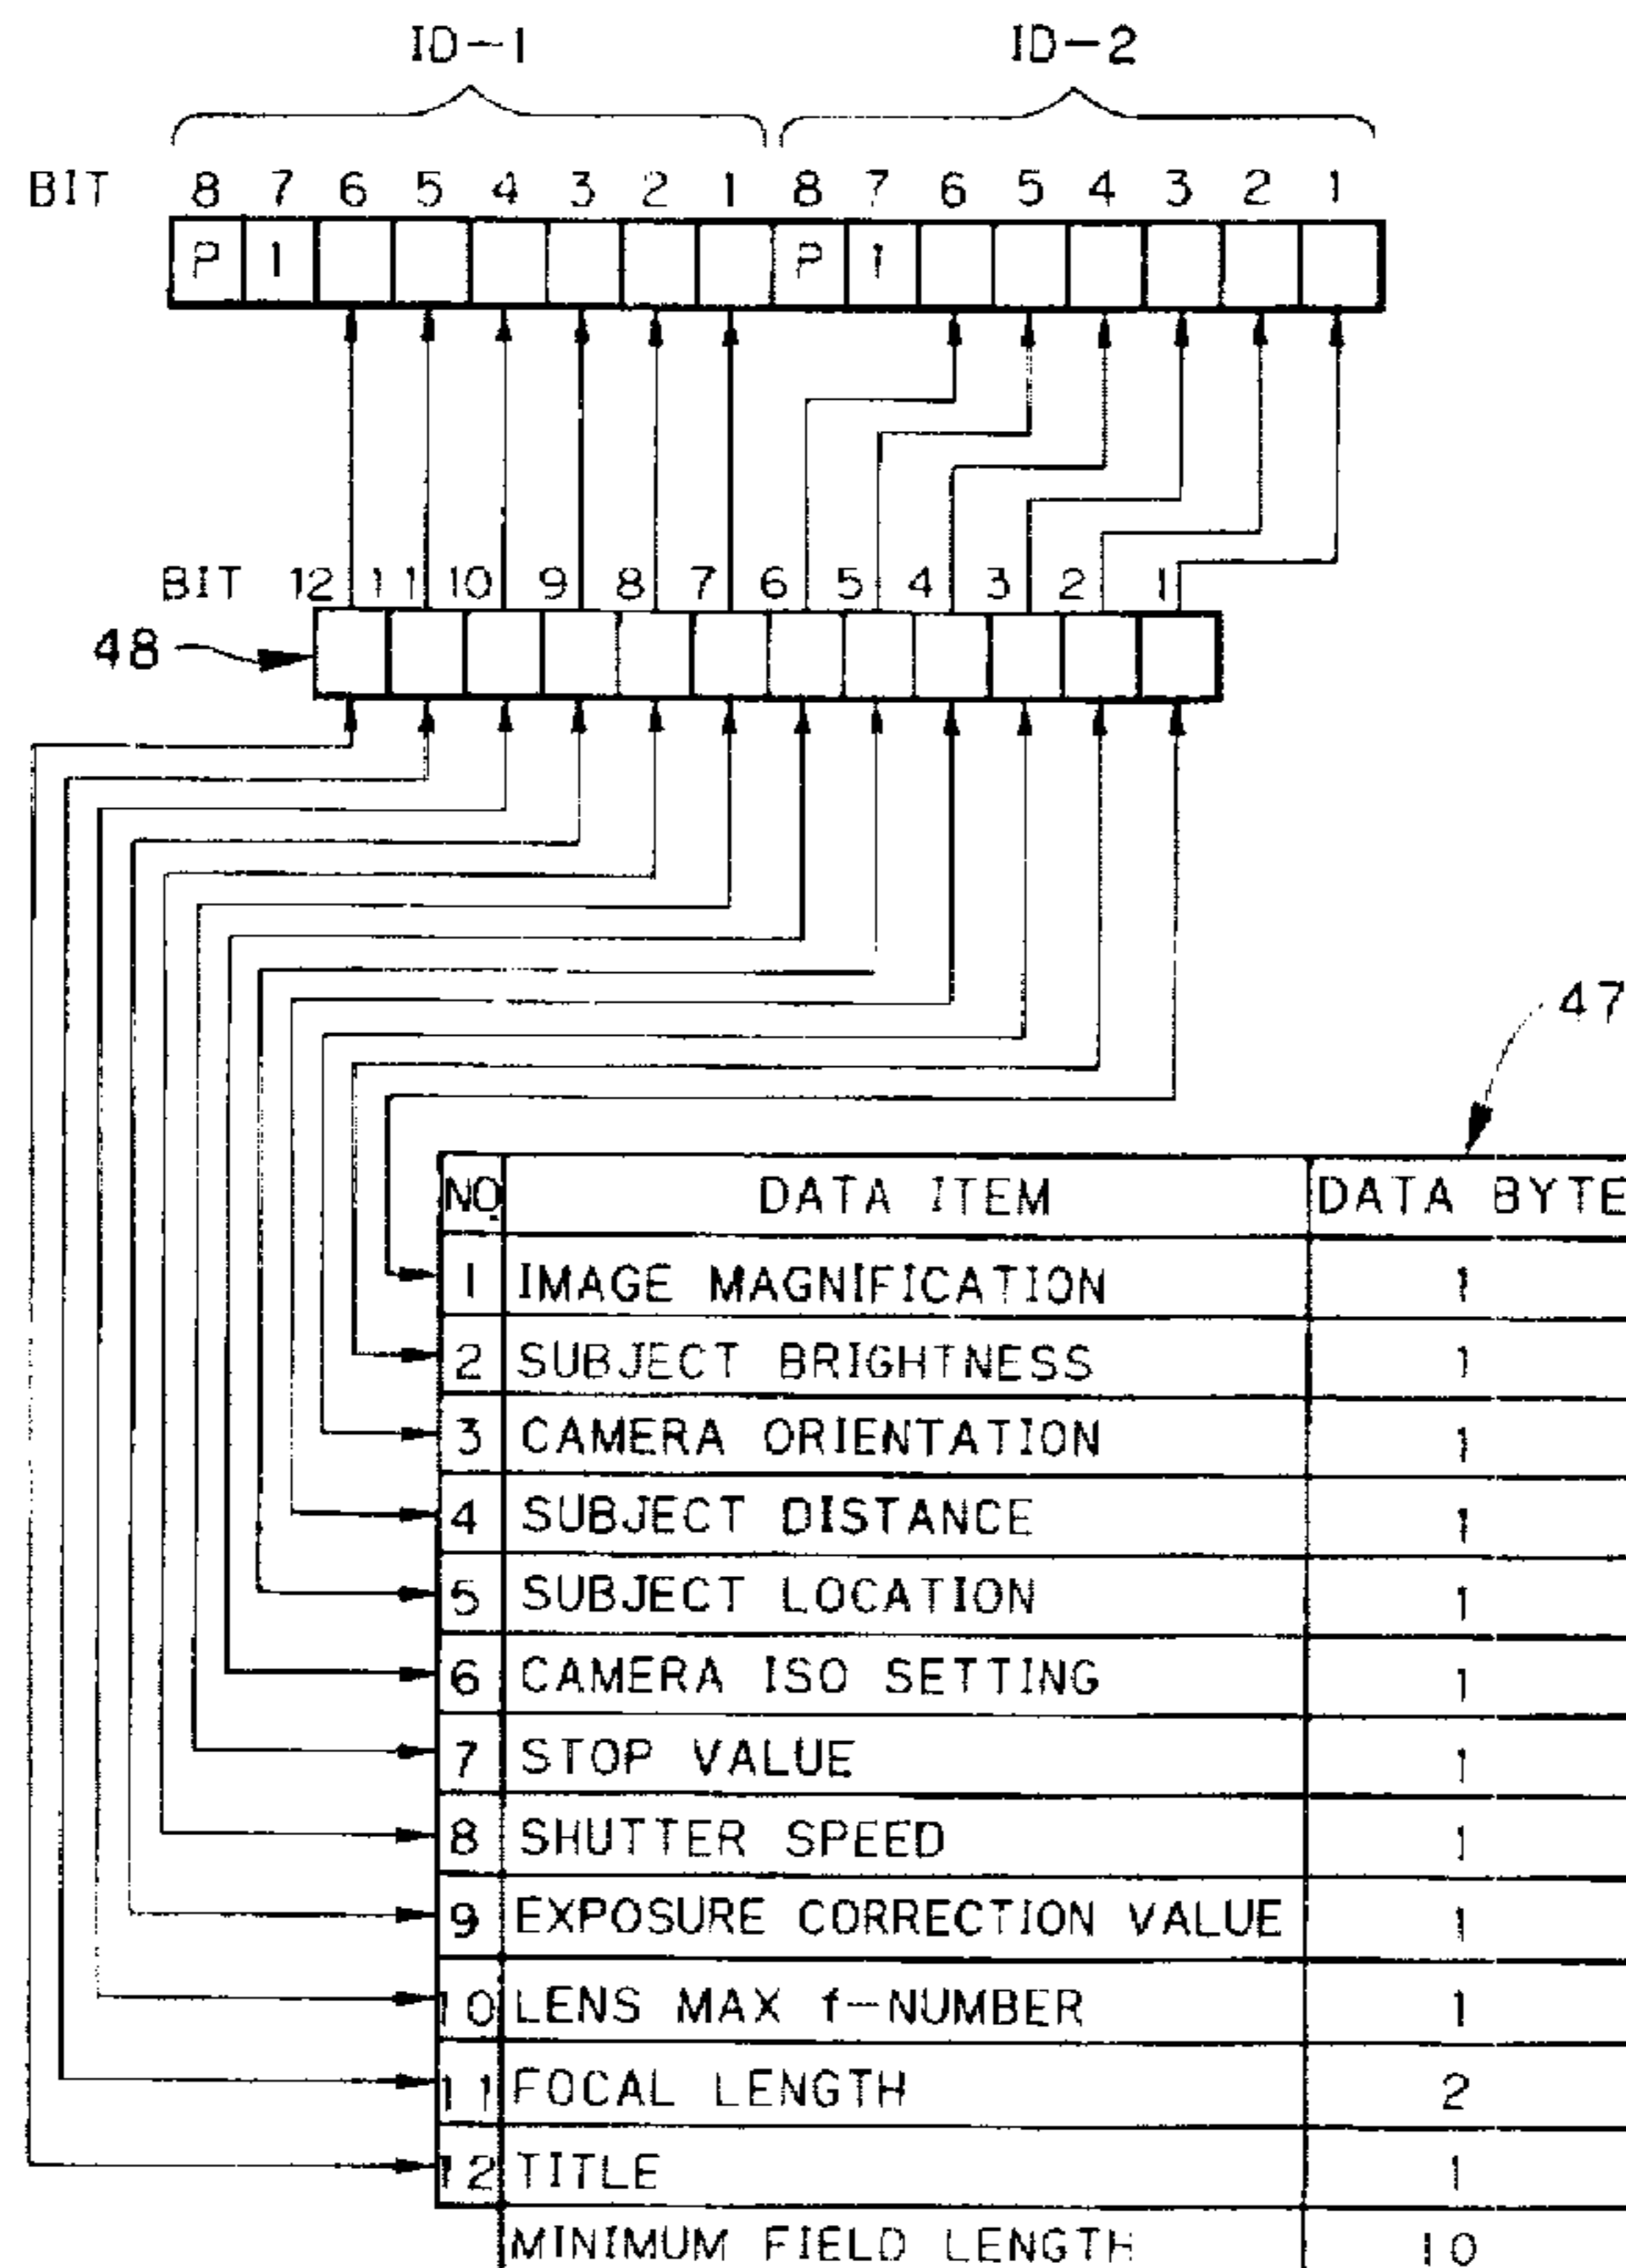 ID-1 ID-2
BIT 8 7 6 5 4 3 2 1 8 7 6 5 4 3 2 1
P 1 P 1
BIT 12 11 10 9 8 7 6 5 4 3 2 1
48
47
NO. DATA ITEM DATA BYTE
1 IMAGE MAGNIFICATION 1
2 SUBJECT BRIGHTNESS 1
3 CAMERA ORIENTATION 1
4 SUBJECT DISTANCE 1
5 SUBJECT LOCATION 1
6 CAMERA ISO SETTING 1
7 STOP VALUE 1
8 SHUTTER SPEED 1
9 EXPOSURE CORRECTION VALUE 1
10 LENS MAX f-NUMBER 1
11 FOCAL LENGTH 2
12 TITLE 1
MINIMUM FIELD LENGTH 10